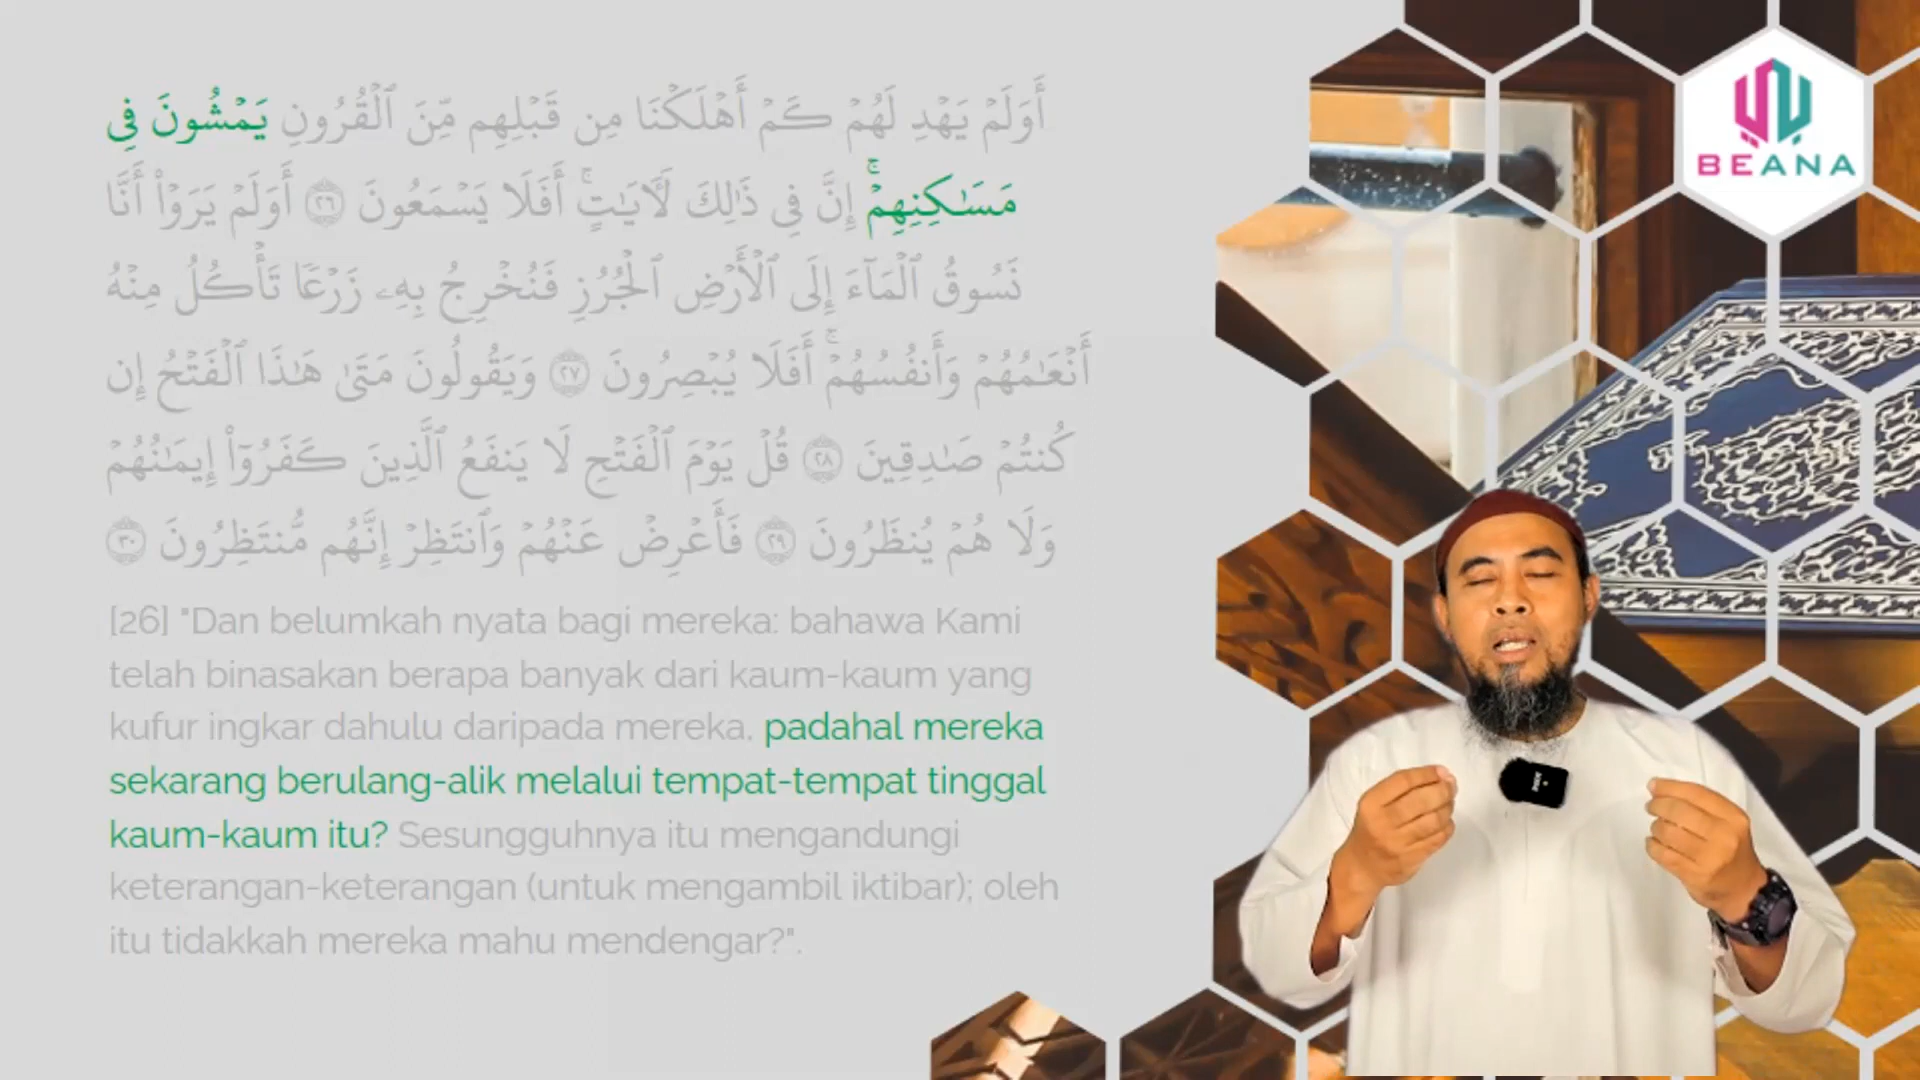 أَوَلَمْ يَهْدِ لَهُمْ كَمْ أَهْلَكْنَا مِن قَبْلِهِم مِّنَ ٱلْقُرُونِ يَمْشُونَ فِى
مَسَـٰكِنِهِمْ ۚ إِنَّ فِى ذَٰلِكَ لَـَٔايَـٰتٍ ۚ أَفَلَا يَسْمَعُونَ ٢٦ أَوَلَمْ يَرَوْا۟ أَنَّا
نَسُوقُ ٱلْمَآءَ إِلَى ٱلْأَرْضِ ٱلْجُرُزِ فَنُخْرِجُ بِهِۦ زَرْعًا تَأْكُلُ مِنْهُ
أَنْعَـٰمُهُمْ وَأَنفُسُهُمْ ۚ أَفَلَا يُبْصِرُونَ ٢٧ وَيَقُولُونَ مَتَىٰ هَـٰذَا ٱلْفَتْحُ إِن
كُنتُمْ صَـٰدِقِينَ ٢٨ قُلْ يَوْمَ ٱلْفَتْحِ لَا يَنفَعُ ٱلَّذِينَ كَفَرُوٓا۟ إِيمَـٰنُهُمْ
وَلَا هُمْ يُنظَرُونَ ٢٩ فَأَعْرِضْ عَنْهُمْ وَٱنتَظِرْ إِنَّهُم مُّنتَظِرُونَ ٣٠
[26] "Dan belumkah nyata bagi mereka: bahawa Kami
telah binasakan berapa banyak dari kaum-kaum yang
kufur ingkar dahulu daripada mereka, padahal mereka
sekarang berulang-alik melalui tempat-tempat tinggal
kaum-kaum itu? Sesungguhnya itu mengandungi
keterangan-keterangan (untuk mengambil iktibar); oleh
itu tidakkah mereka mahu mendengar?".
BEANA